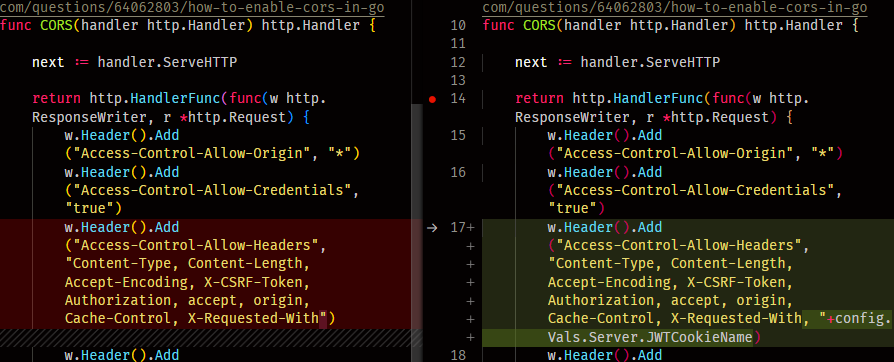 com/questions/64062803/how-to-enable-cors-in-go
func CORS(handler http.Handler) http.Handler {
next := handler.ServeHTTP
return http.HandlerFunc(func(w http.
ResponseWriter, r *http.Request) {
w.Header().Add
("Access-Control-Allow-Origin", "*")
w.Header().Add
("Access-Control-Allow-Credentials",
"true")
w.Header().Add
("Access-Control-Allow-Headers",
"Content-Type, Content-Length,
Accept-Encoding, X-CSRF-Token,
Authorization, accept, origin,
Cache-Control, X-Requested-With")
w.Header().Add
com/questions/64062803/how-to-enable-cors-in-go
10 func CORS(handler http.Handler) http.Handler {
11
12 next := handler.ServeHTTP
13
14 return http.HandlerFunc(func(w http.
ResponseWriter, r *http.Request) {
15 w.Header().Add
("Access-Control-Allow-Origin", "*")
16 w.Header().Add
("Access-Control-Allow-Credentials",
"true")
→ 17+ w.Header().Add
+ ("Access-Control-Allow-Headers",
+ "Content-Type, Content-Length,
+ Accept-Encoding, X-CSRF-Token,
+ Authorization, accept, origin,
+ Cache-Control, X-Requested-With, "+config.
+ Vals.Server.JWTCookieName)
18 w.Header().Add